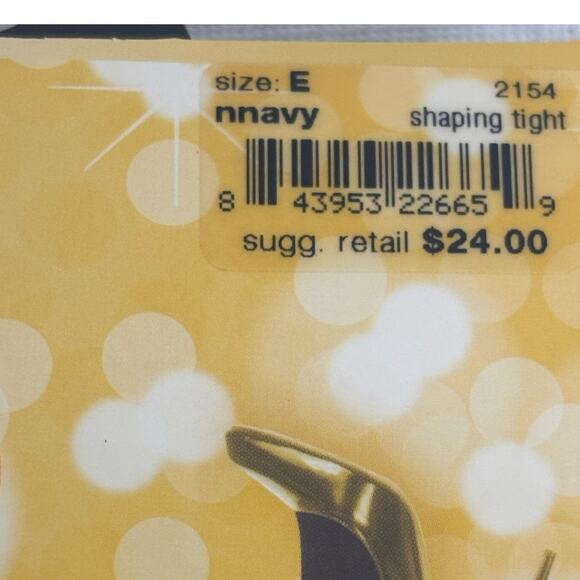 size: E 2154
nnavy shaping tight
8 43953 22665 9
sugg. retail $24.00